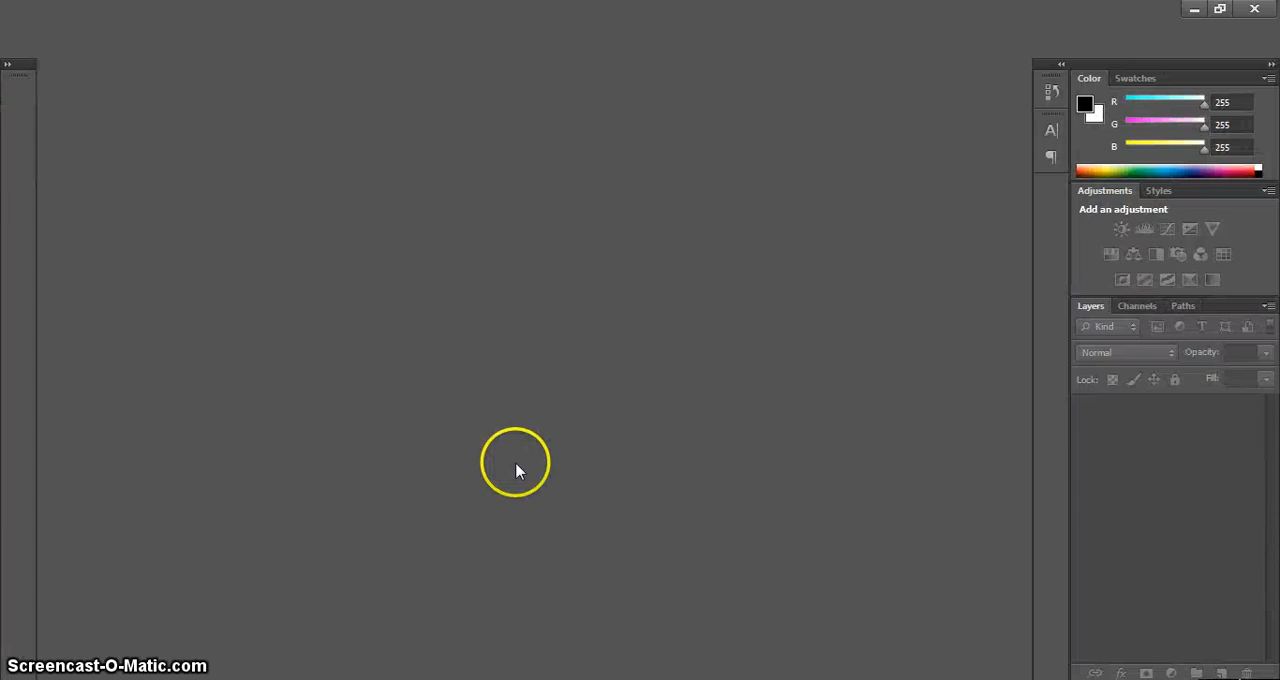 Color Swatches
R 255
G 255
B 255
Adjustments Styles
Add an adjustment
Layers Channels Paths
Kind T
Normal Opacity:
Lock: Fill:
A
¶
fx
Screencast-O-Matic.com